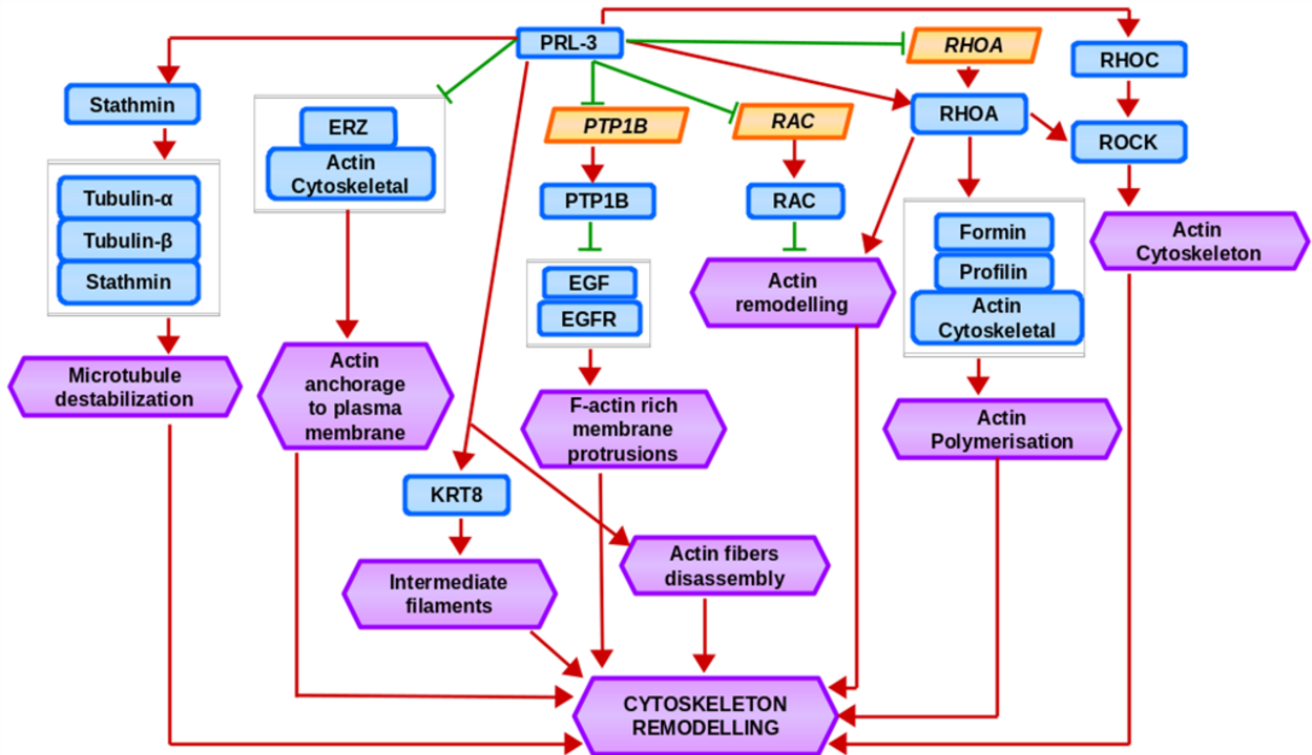 PRL-3
RHOA
RHOC
Stathmin
ERZ
Actin
Cytoskeletal
PTP1B
RAC
RHOA
ROCK
Tubulin-α
Tubulin-β
Stathmin
PTP1B
RAC
Formin
Profilin
Actin
Cytoskeletal
Actin
Cytoskeleton
EGF
EGFR
Actin
remodelling
Microtubule
destabilization
Actin
anchorage
to plasma
membrane
F-actin rich
membrane
protrusions
Actin
Polymerisation
KRT8
Intermediate
filaments
Actin fibers
disassembly
CYTOSKELETON
REMODELLING